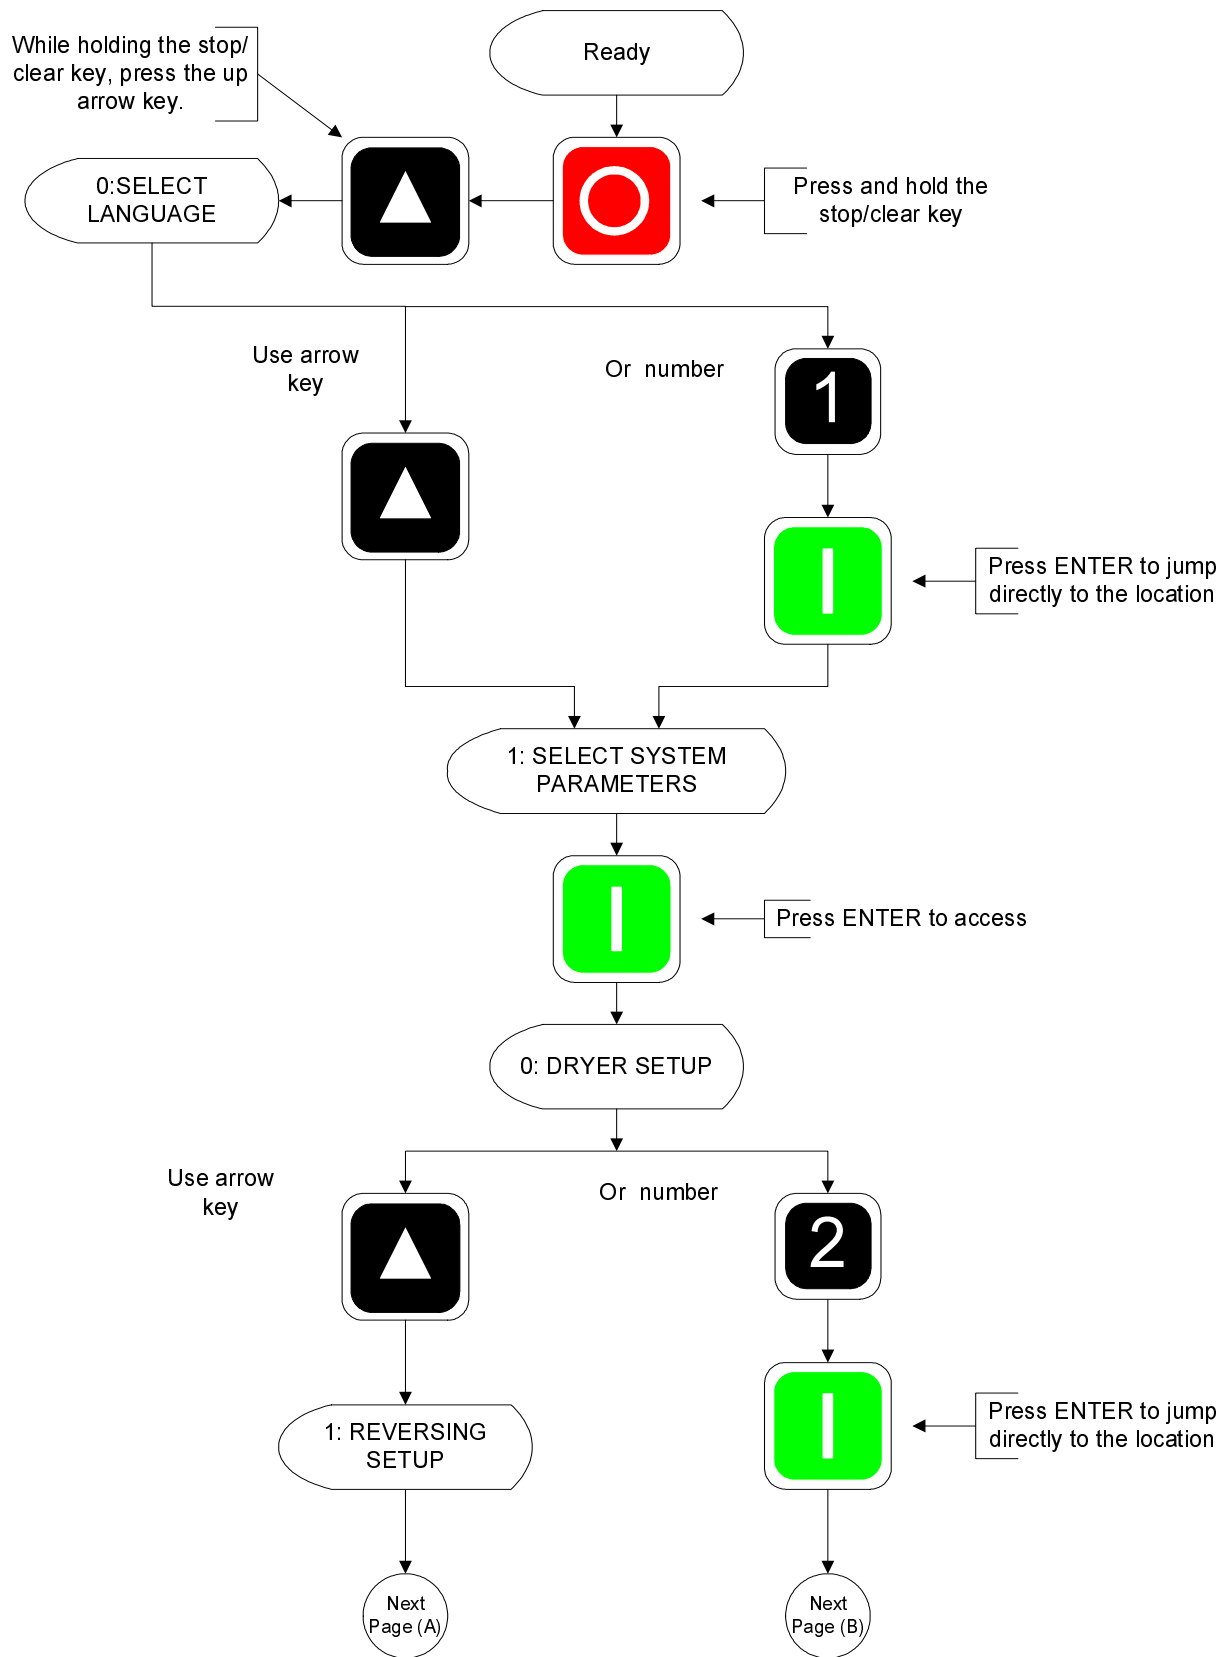 While holding the stop/
clear key, press the up
arrow key.
Ready
0:SELECT
LANGUAGE
Press and hold the
stop/clear key
Use arrow
key
Or number
1
Press ENTER to jump
directly to the location
1: SELECT SYSTEM
PARAMETERS
Press ENTER to access
0: DRYER SETUP
Use arrow
key
Or number
2
1: REVERSING
SETUP
Press ENTER to jump
directly to the location
Next
Page (A)
Next
Page (B)